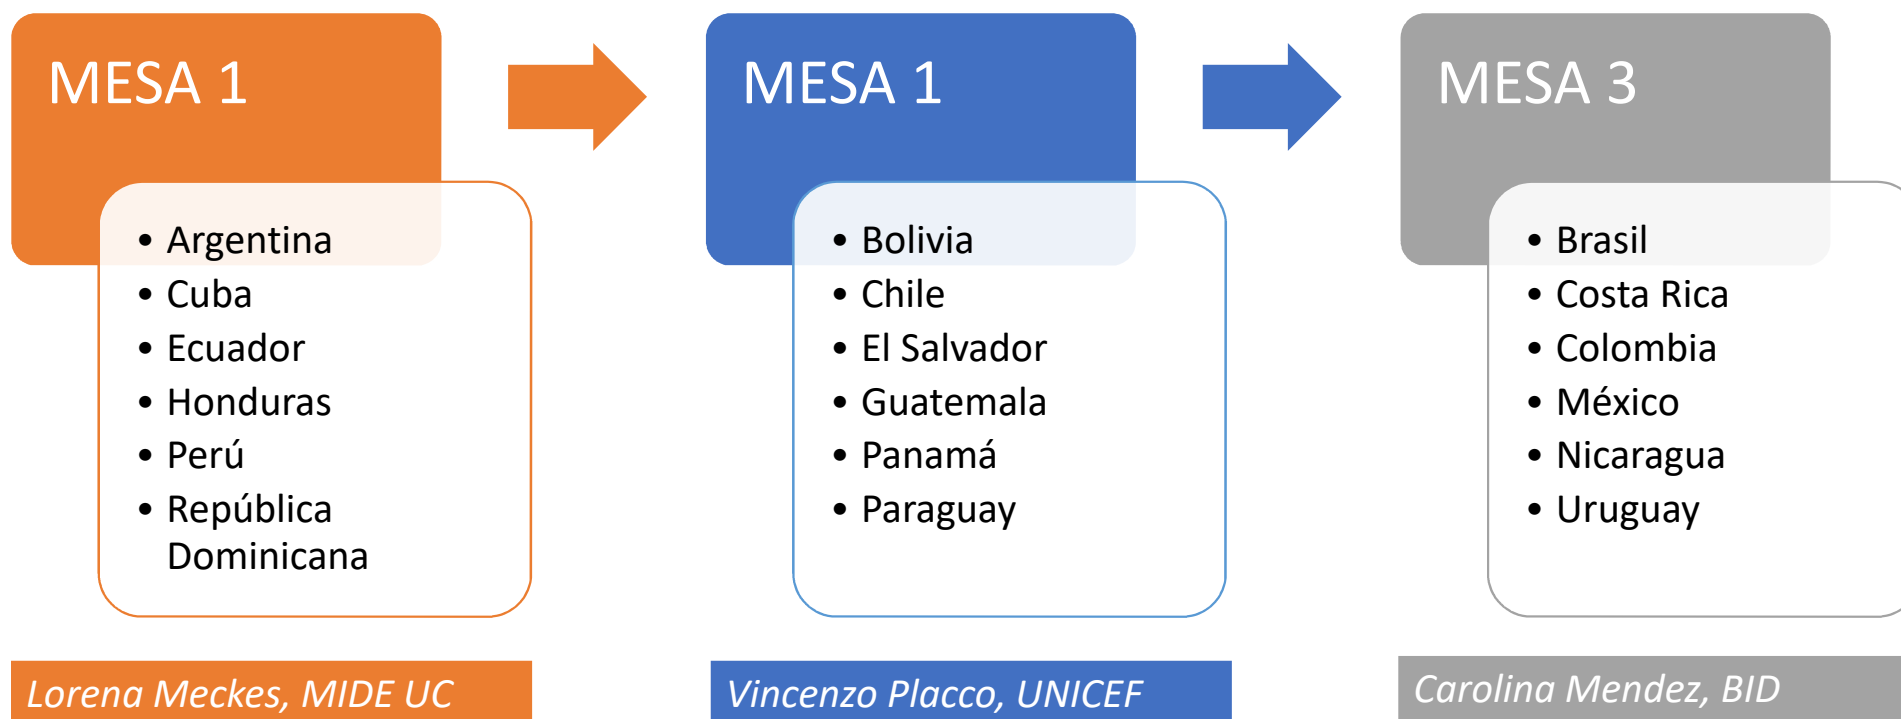 MESA 1
• Argentina
• Cuba
• Ecuador
• Honduras
• Perú
• República
Dominicana
Lorena Meckes, MIDE UC
MESA 1
• Bolivia
• Chile
• El Salvador
• Guatemala
• Panamá
• Paraguay
Vincenzo Placco, UNICEF
MESA 3
• Brasil
• Costa Rica
• Colombia
• México
• Nicaragua
• Uruguay
Carolina Mendez, BID